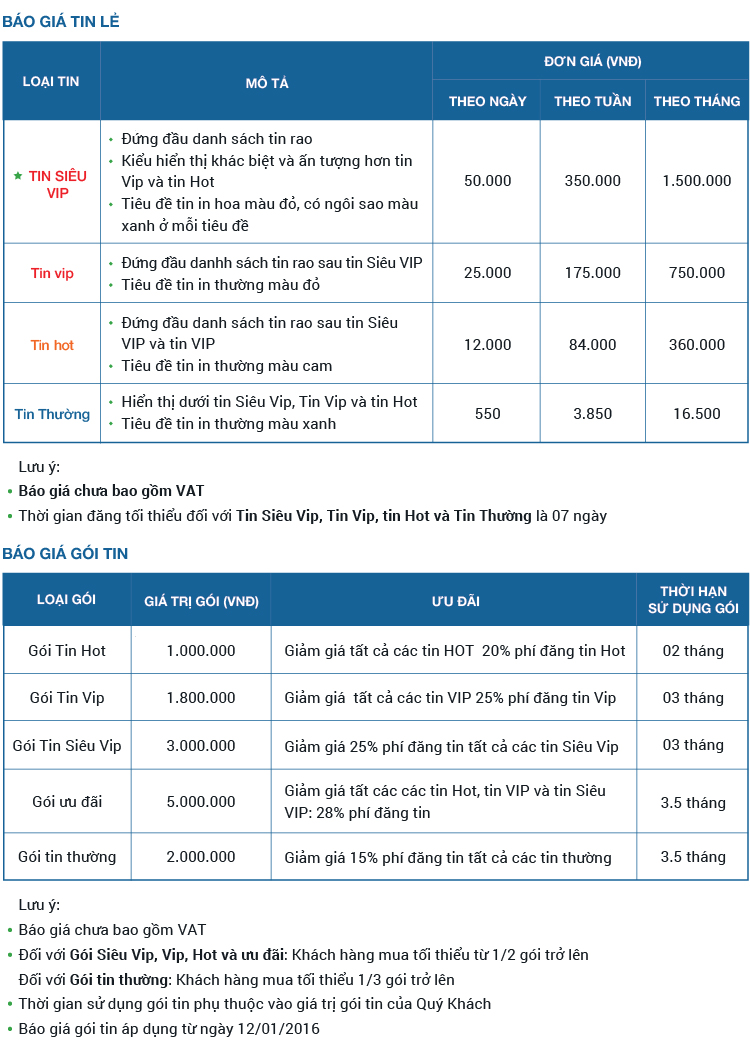 BÁO GIÁ TIN LẺ
LOẠI TIN
MÔ TẢ
ĐƠN GIÁ (VNĐ)
THEO NGÀY
THEO TUẦN
THEO THÁNG
TIN SIÊU
VIP
Đứng đầu danh sách tin rao
Kiểu hiển thị khác biệt và ấn tượng hơn tin
Vip và tin Hot
Tiêu đề tin in hoa màu đỏ, có ngôi sao màu
xanh ở mỗi tiêu đề
50.000
350.000
1.500.000
Tin vip
Đứng đầu danhh sách tin rao sau tin Siêu VIP
Tiêu đề tin in thường màu đỏ
25.000
175.000
750.000
Tin hot
Đứng đầu danh sách tin rao sau tin Siêu
VIP và tin VIP
Tiêu đề tin in thường màu cam
12.000
84.000
360.000
Tin Thường
Hiển thị dưới tin Siêu Vip, Tin Vip và tin Hot
Tiêu đề tin in thường màu xanh
550
3.850
16.500
Lưu ý:
Báo giá chưa bao gồm VAT
Thời gian đăng tối thiểu đối với Tin Siêu Vip, Tin Vip, tin Hot và Tin Thường là 07 ngày
BÁO GIÁ GÓI TIN
LOẠI GÓI
GIÁ TRỊ GÓI (VNĐ)
ƯU ĐÃI
THỜI HẠN
SỬ DỤNG GÓI
Gói Tin Hot
1.000.000
Giảm giá tất cả các tin HOT 20% phí đăng tin Hot
02 tháng
Gói Tin Vip
1.800.000
Giảm giá tất cả các tin VIP 25% phí đăng tin Vip
03 tháng
Gói Tin Siêu Vip
3.000.000
Giảm giá 25% phí đăng tin tất cả các tin Siêu Vip
03 tháng
Gói ưu đãi
5.000.000
Giảm giá tất các các tin Hot, tin VIP và tin Siêu
VIP: 28% phí đăng tin
3.5 tháng
Gói tin thường
2.000.000
Giảm giá 15% phí đăng tin tất cả các tin thường
3.5 tháng
Lưu ý:
Báo giá chưa bao gồm VAT
Đối với Gói Siêu Vip, Vip, Hot và ưu đãi: Khách hàng mua tối thiểu từ 1/2 gói trở lên
Đối với Gói tin thường: Khách hàng mua tối thiểu 1/3 gói trở lên
Thời gian sử dụng gói tin phụ thuộc vào giá trị gói tin của Quý Khách
Báo giá gói tin áp dụng từ ngày 12/01/2016